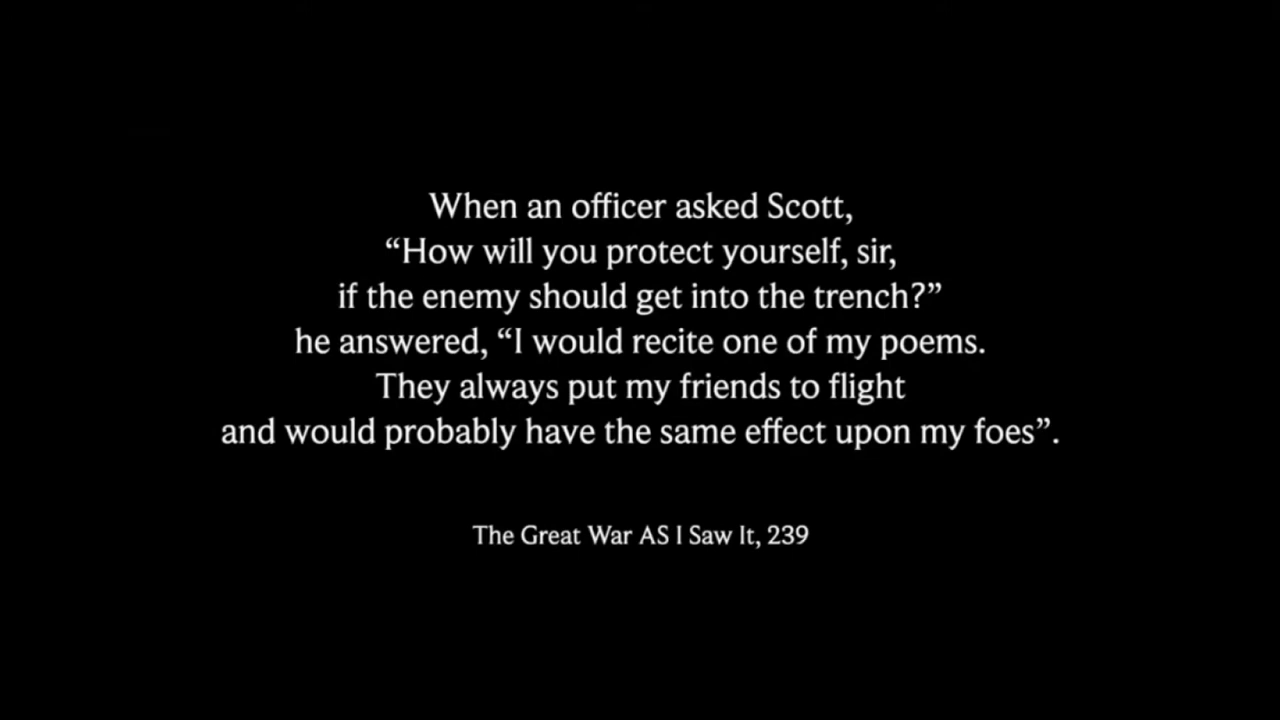 When an officer asked Scott,
“How will you protect yourself, sir,
if the enemy should get into the trench?”
he answered, “I would recite one of my poems.
They always put my friends to flight
and would probably have the same effect upon my foes”.
The Great War AS I Saw It, 239